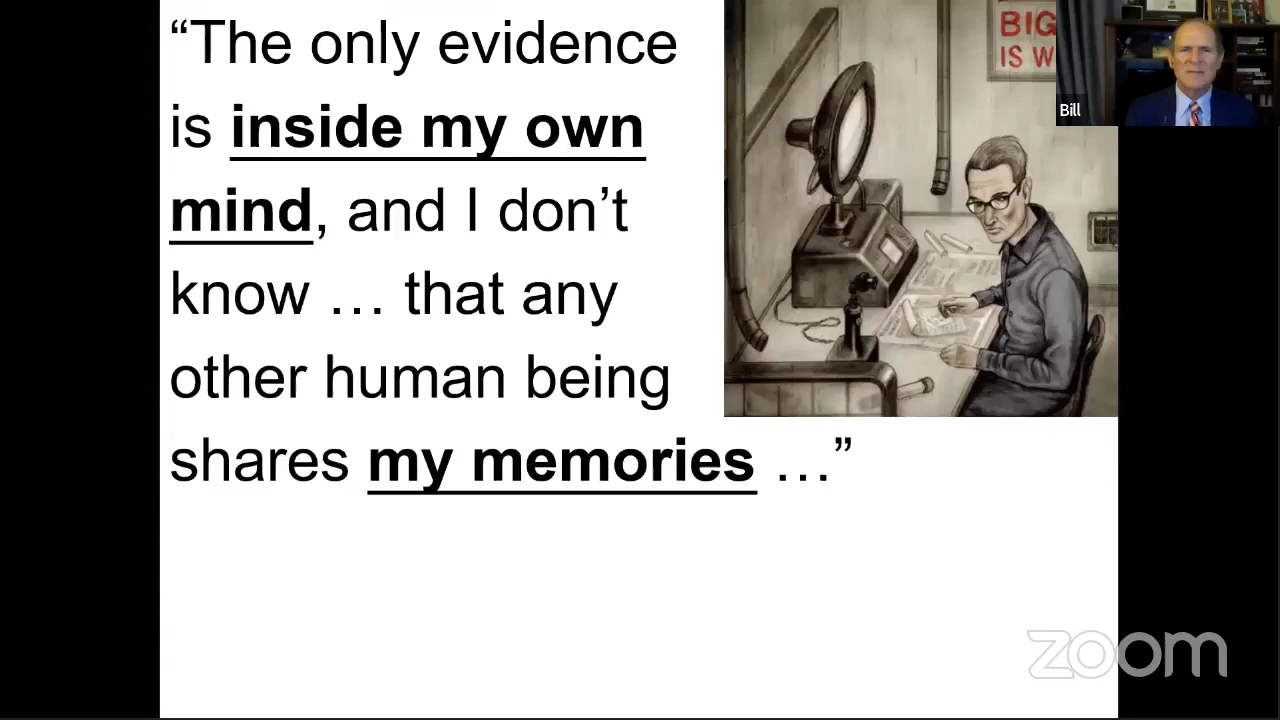 “The only evidence
is inside my own
mind, and I don’t
know … that any
other human being
shares my memories …”
BIG
IS W
Bill
zoom